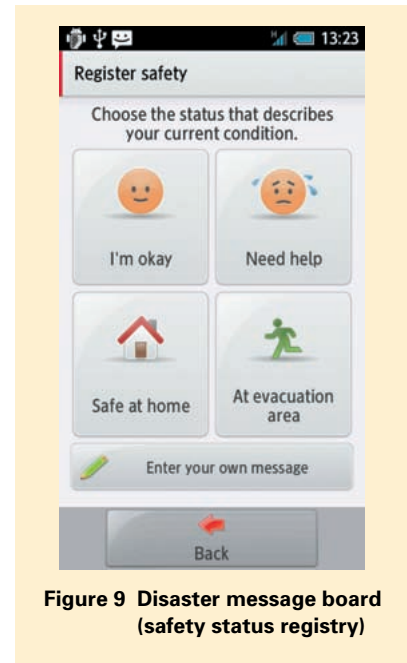 13:23
Register safety
Choose the status that describes
your current condition.
I'm okay
Need help
Safe at home
At evacuation
area
Enter your own message
Back
Figure 9 Disaster message board
(safety status registry)